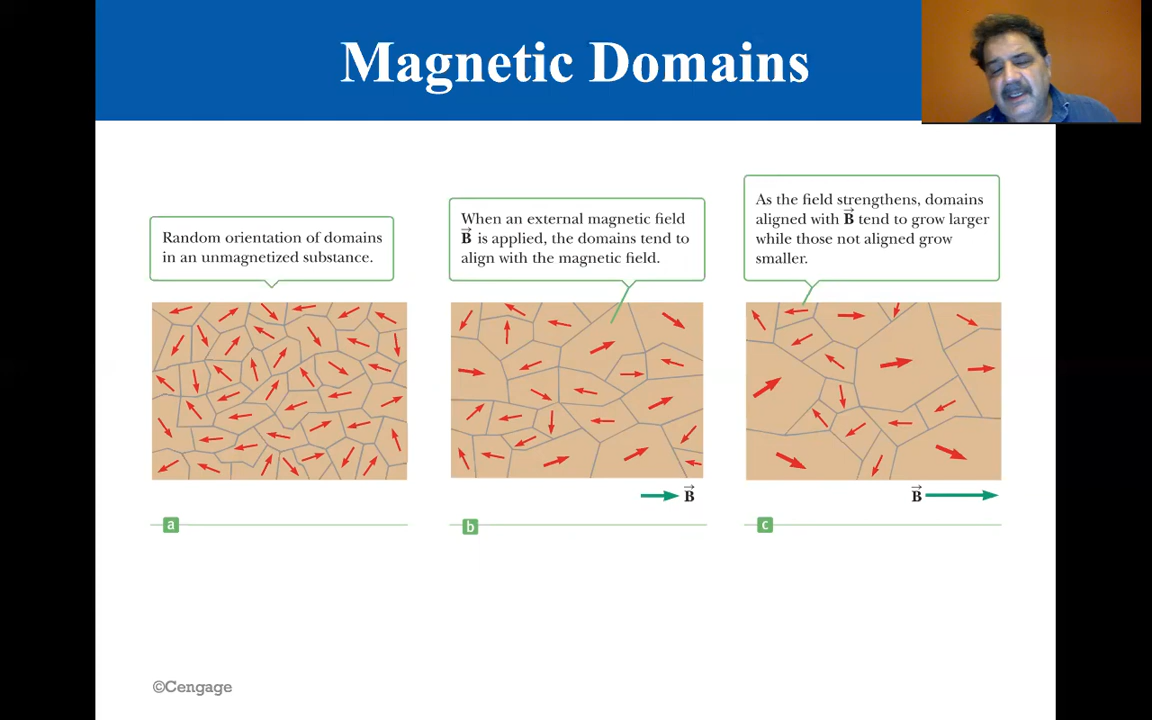 Magnetic Domains
Random orientation of domains
in an unmagnetized substance.
When an external magnetic field
B⃗ is applied, the domains tend to
align with the magnetic field.
As the field strengthens, domains
aligned with B⃗ tend to grow larger
while those not aligned grow
smaller.
B⃗
B⃗
a
b
c
©Cengage